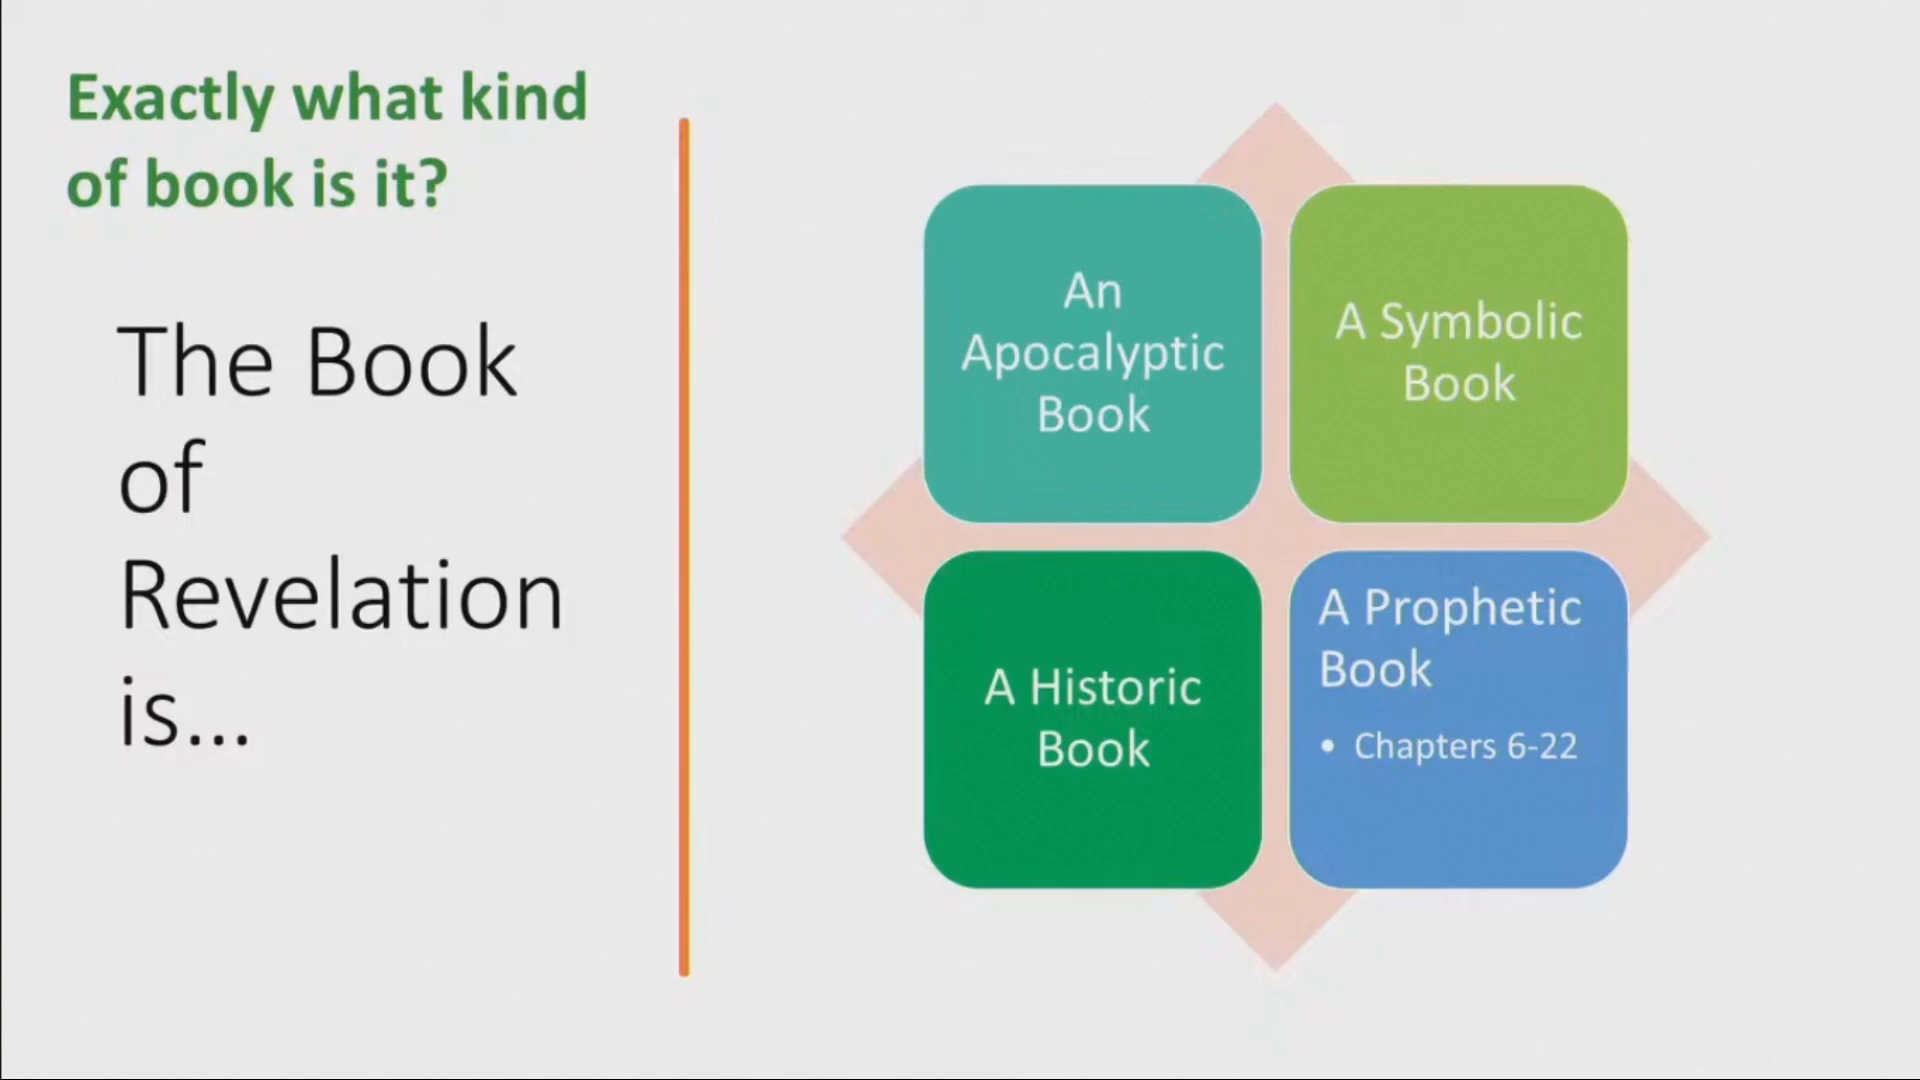 Exactly what kind
of book is it?
The Book
of
Revelation
is...
An
Apocalyptic
Book
A Symbolic
Book
A Historic
Book
A Prophetic
Book
• Chapters 6-22